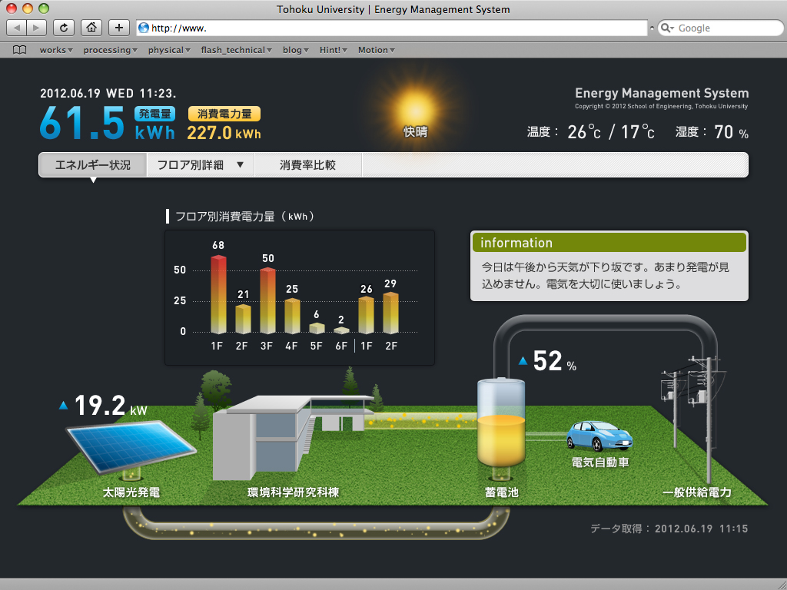 Tohoku University | Energy Management System
http://www.
Google
works
processing
physical
flash_technical
blog
Hint!
Motion
2012.06.19 WED 11:23.
61.5 kWh 発電量
消費電力量
227.0 kWh
快晴
Energy Management System
Copyright © 2012 School of Engineering, Tohoku University
温度： 26℃ / 17℃ 湿度： 70 %
エネルギー状況
フロア別詳細 ▼
消費率比較
フロア別消費電力量（kWh）
68
21
50
25
6
2
26
29
50
25
0
1F 2F 3F 4F 5F 6F | 1F 2F
information
今日は午後から天気が下り坂です。あまり発電が見
込めません。電気を大切に使いましょう。
52 %
19.2 kW
太陽光発電
環境科学研究科棟
蓄電池
電気自動車
一般供給電力
データ取得：2012.06.19 11:15